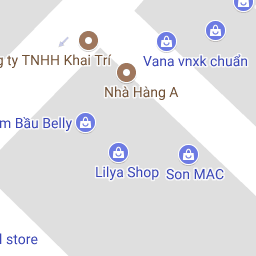 Vana vnxk chuẩn
ty TNHH Khai Trí
Nhà Hàng A
Bầu Belly
Lilya Shop
Son MAC
store